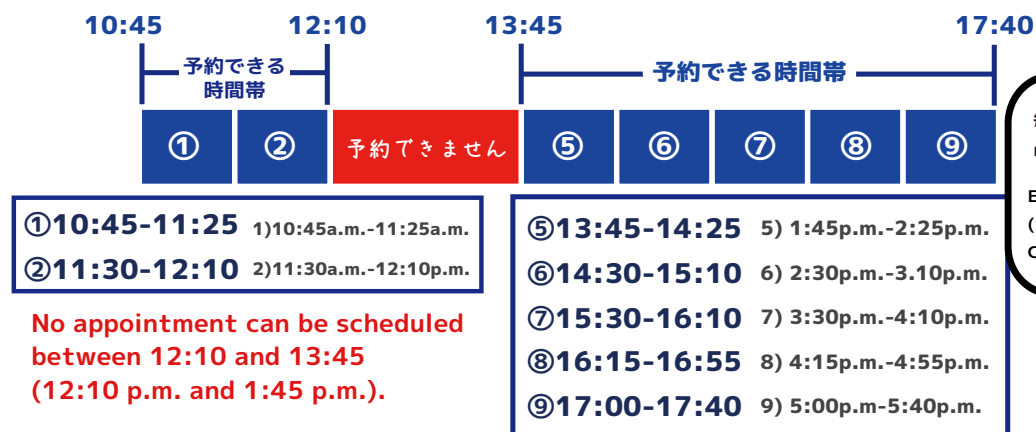 10:45
12:10
13:45
17:40
予約できる
時間帯
予約できる時間帯
①
②
予約できません
⑤
⑥
⑦
⑧
⑨
①10:45-11:25 1)10:45a.m.-11:25a.m.
②11:30-12:10 2)11:30a.m.-12:10p.m.
No appointment can be scheduled
between 12:10 and 13:45
(12:10 p.m. and 1:45 p.m.).
⑤13:45-14:25 5) 1:45p.m.-2:25p.m.
⑥14:30-15:10 6) 2:30p.m.-3.10p.m.
⑦15:30-16:10 7) 3:30p.m.-4:10p.m.
⑧16:15-16:55 8) 4:15p.m.-4:55p.m.
⑨17:00-17:40 9) 5:00p.m-5:40p.m.